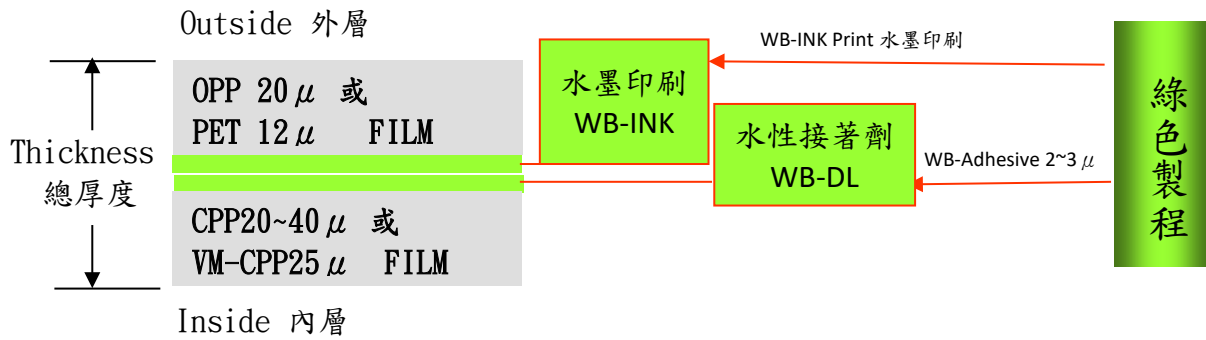 Outside 外層
OPP 20μ 或
PET 12μ FILM
Thickness
總厚度
CPP20~40μ 或
VM-CPP25μ FILM
Inside 內層
水墨印刷
WB-INK
水性接著劑
WB-DL
WB-INK Print 水墨印刷
WB-Adhesive 2~3μ
綠色製程